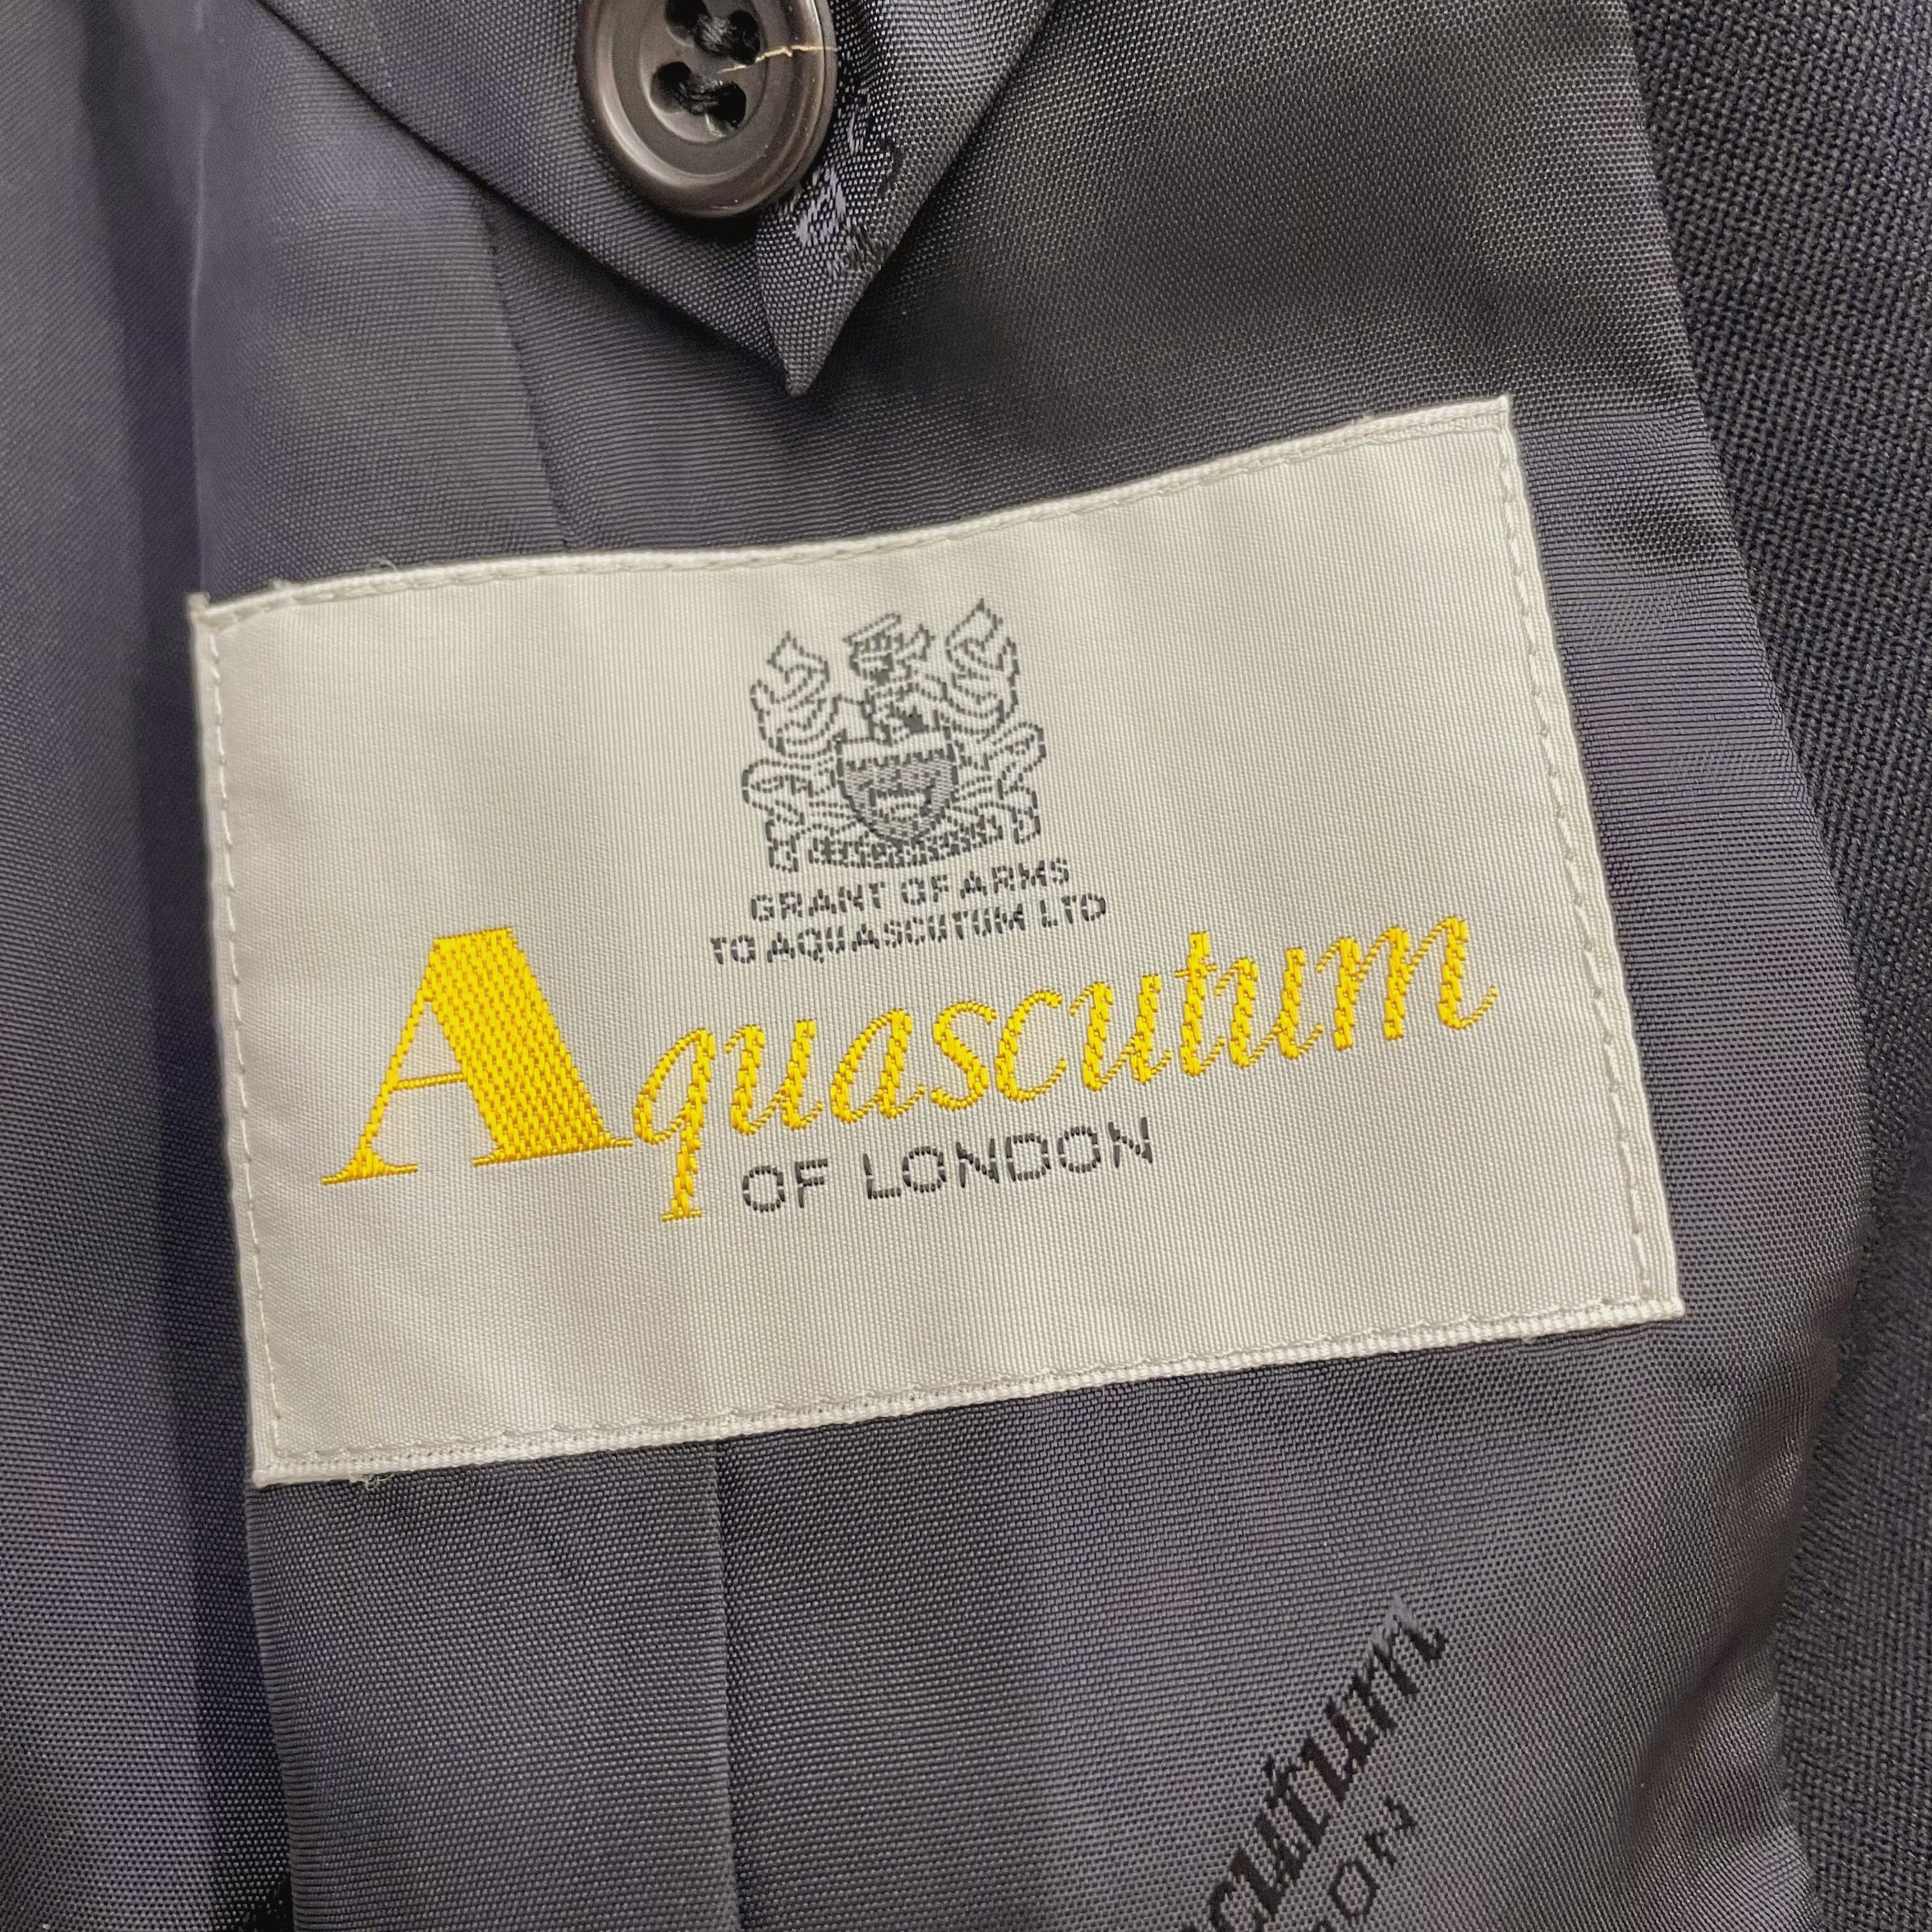 GRANT OF ARMS
TO AQUASCUTUM LTD
Aquascutum
OF LONDON